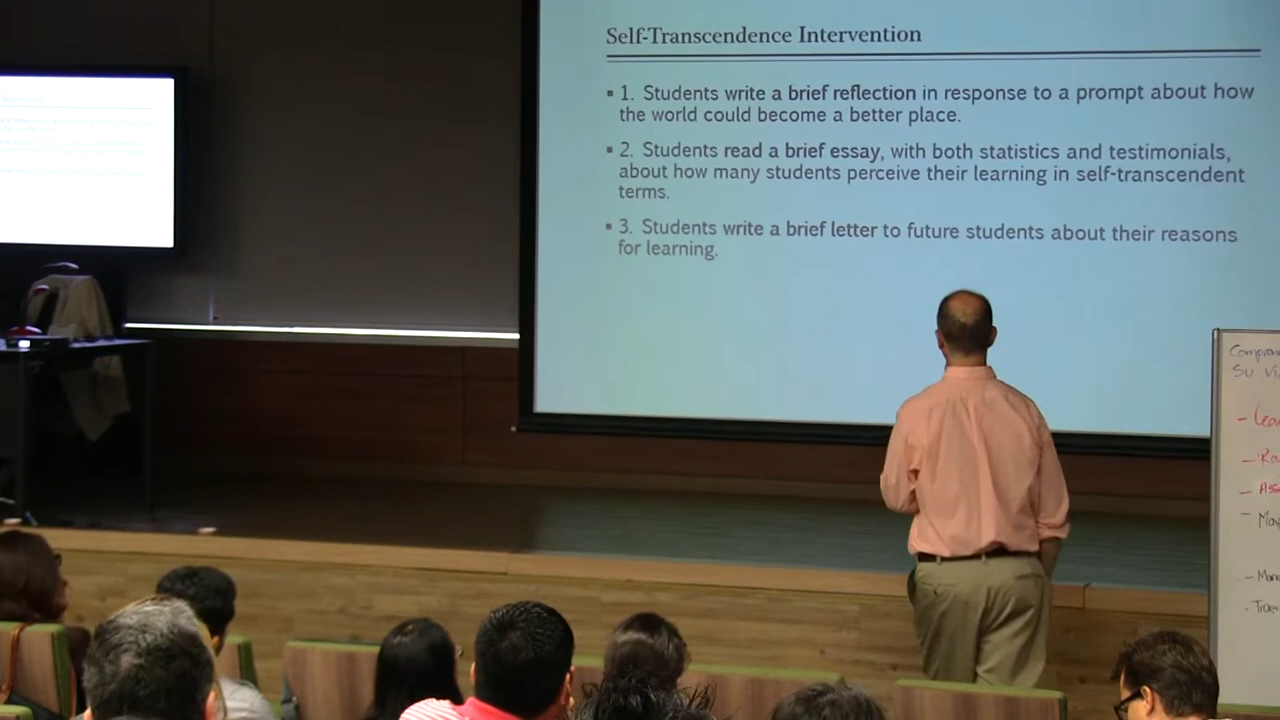 Self-Transcendence Intervention
▪ 1. Students write a brief reflection in response to a prompt about how
the world could become a better place.
▪ 2. Students read a brief essay, with both statistics and testimonials,
about how many students perceive their learning in self-transcendent
terms.
▪ 3. Students write a brief letter to future students about their reasons
for learning.
Su